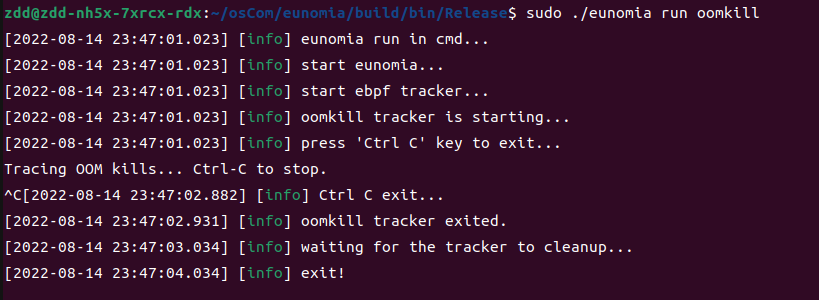 zdd@zdd-nh5x-7xrcx-rdx:~/osCom/eunomia/build/bin/Release$ sudo ./eunomia run oomkill
[2022-08-14 23:47:01.023] [info] eunomia run in cmd...
[2022-08-14 23:47:01.023] [info] start eunomia...
[2022-08-14 23:47:01.023] [info] start ebpf tracker...
[2022-08-14 23:47:01.023] [info] oomkill tracker is starting...
[2022-08-14 23:47:01.023] [info] press 'Ctrl C' key to exit...
Tracing OOM kills... Ctrl-C to stop.
^C[2022-08-14 23:47:02.882] [info] Ctrl C exit...
[2022-08-14 23:47:02.931] [info] oomkill tracker exited.
[2022-08-14 23:47:03.034] [info] waiting for the tracker to cleanup...
[2022-08-14 23:47:04.034] [info] exit!